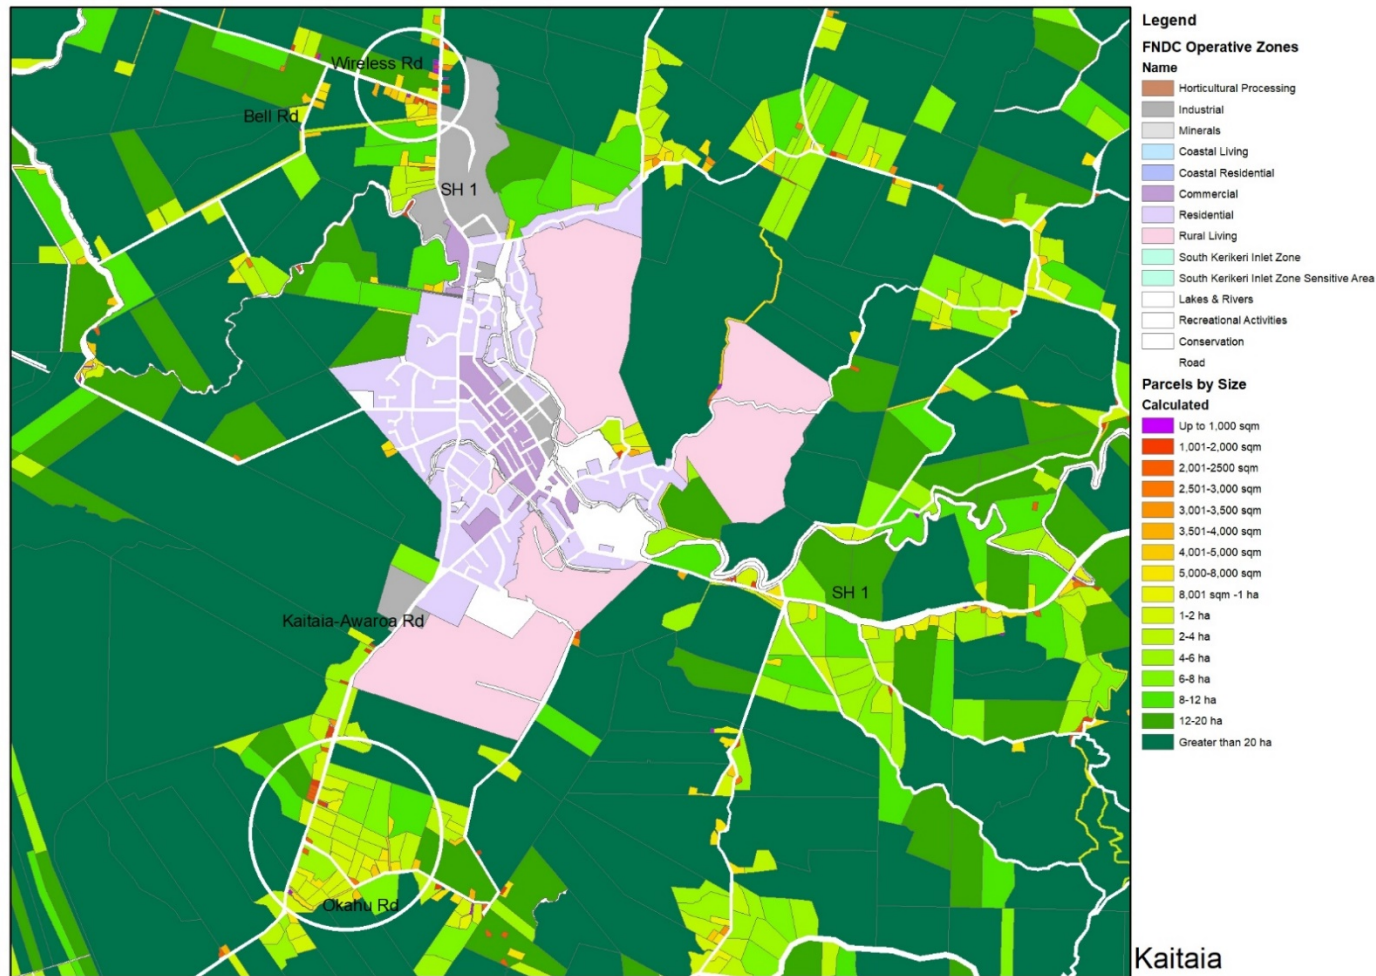 Wireless Rd
Bell Rd
SH 1
Kaitaia-Awaroa Rd
SH 1
Okahu Rd
Legend
FNDC Operative Zones
Name
Horticultural Processing
Industrial
Minerals
Coastal Living
Coastal Residential
Commercial
Residential
Rural Living
South Kerikeri Inlet Zone
South Kerikeri Inlet Zone Sensitive Area
Lakes & Rivers
Recreational Activities
Conservation
Road
Parcels by Size
Calculated
Up to 1,000 sqm
1,001-2,000 sqm
2,001-2500 sqm
2,501-3,000 sqm
3,001-3,500 sqm
3,501-4,000 sqm
4,001-5,000 sqm
5,000-8,000 sqm
8,001 sqm -1 ha
1-2 ha
2-4 ha
4-6 ha
6-8 ha
8-12 ha
12-20 ha
Greater than 20 ha
Kaitaia